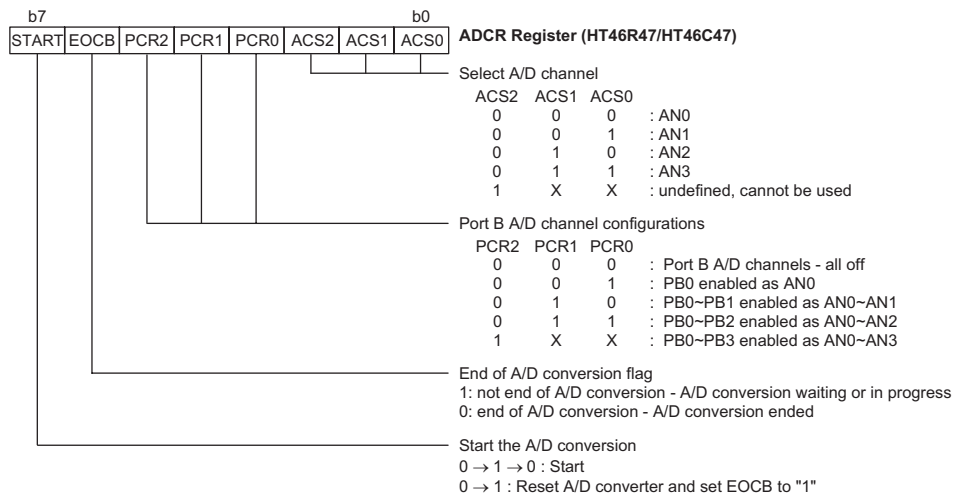 b7 b0
START EOCB PCR2 PCR1 PCR0 ACS2 ACS1 ACS0
ADCR Register (HT46R47/HT46C47)
Select A/D channel
ACS2 ACS1 ACS0
0 0 0 : AN0
0 0 1 : AN1
0 1 0 : AN2
0 1 1 : AN3
1 X X : undefined, cannot be used
Port B A/D channel configurations
PCR2 PCR1 PCR0
0 0 0 : Port B A/D channels - all off
0 0 1 : PB0 enabled as AN0
0 1 0 : PB0~PB1 enabled as AN0~AN1
0 1 1 : PB0~PB2 enabled as AN0~AN2
1 X X : PB0~PB3 enabled as AN0~AN3
End of A/D conversion flag
1: not end of A/D conversion - A/D conversion waiting or in progress
0: end of A/D conversion - A/D conversion ended
Start the A/D conversion
0 → 1 → 0 : Start
0 → 1 : Reset A/D converter and set EOCB to "1"